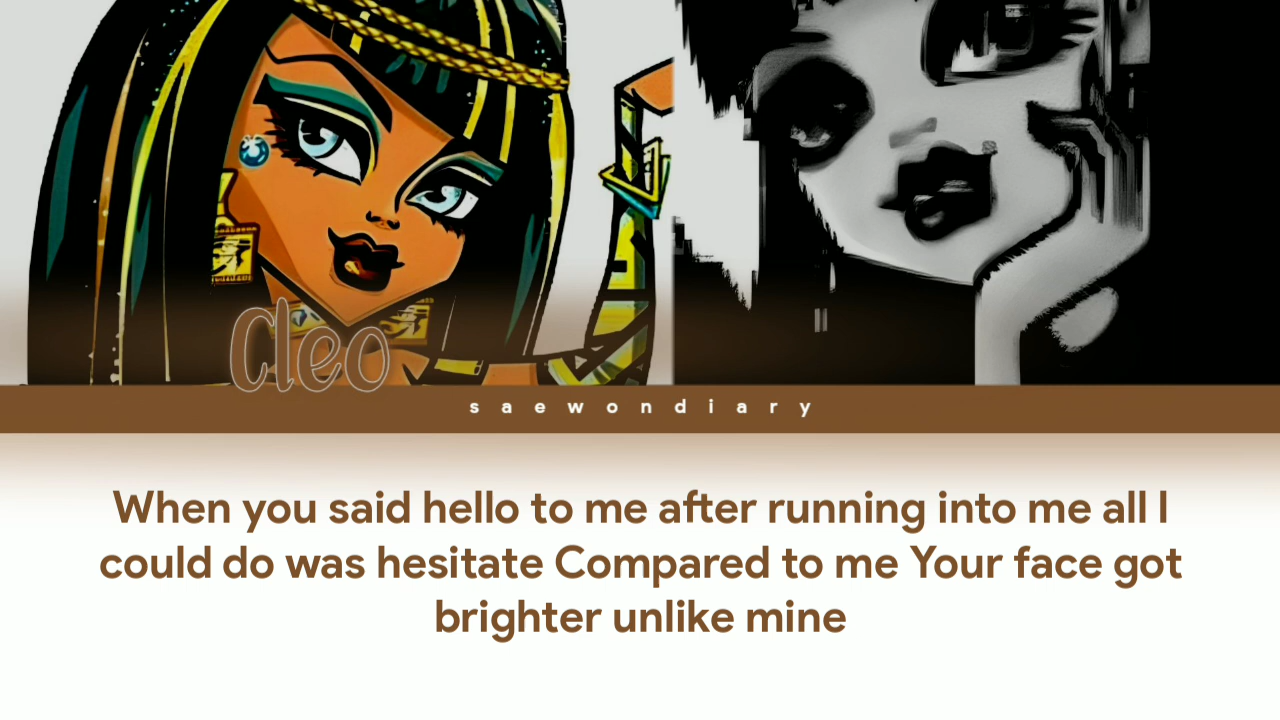 Cleo
saewondiary
When you said hello to me after running into me all I
could do was hesitate Compared to me Your face got
brighter unlike mine